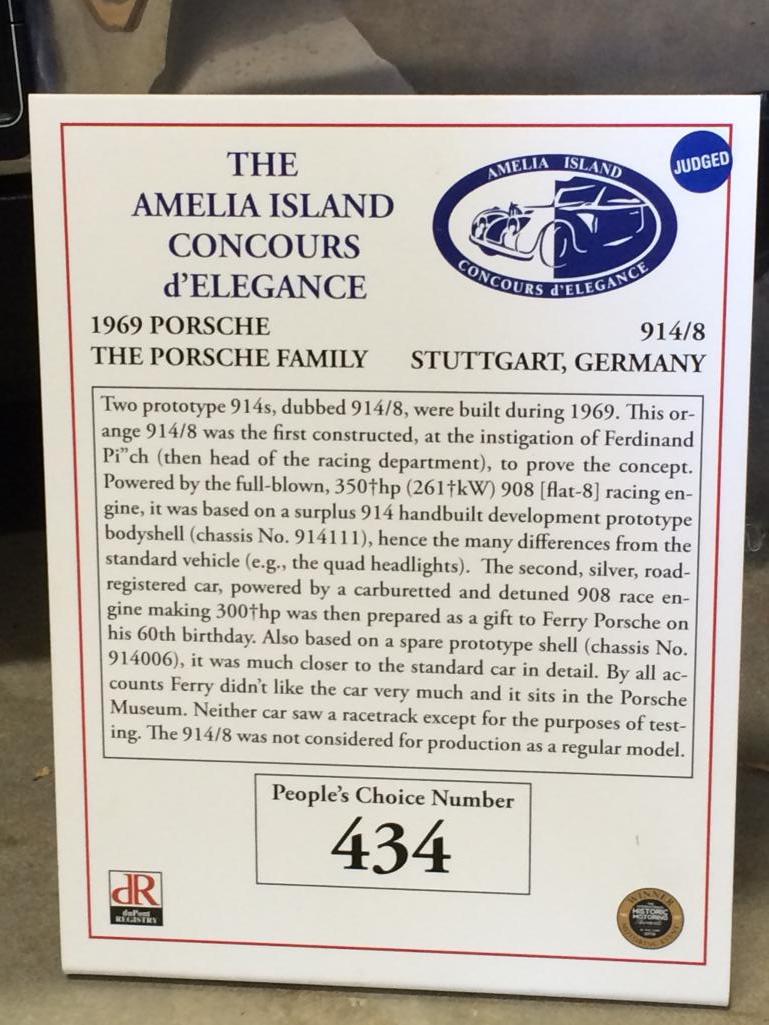 THE
AMELIA ISLAND
CONCOURS
d'ELEGANCE
AMELIA ISLAND
CONCOURS d'ELEGANCE
JUDGED
1969 PORSCHE 914/8
THE PORSCHE FAMILY STUTTGART, GERMANY
Two prototype 914s, dubbed 914/8, were built during 1969. This or-
ange 914/8 was the first constructed, at the instigation of Ferdinand
Pi"ch (then head of the racing department), to prove the concept.
Powered by the full-blown, 350†hp (261†kW) 908 [flat-8] racing en-
gine, it was based on a surplus 914 handbuilt development prototype
bodyshell (chassis No. 914111), hence the many differences from the
standard vehicle (e.g., the quad headlights). The second, silver, road-
registered car, powered by a carburetted and detuned 908 race en-
gine making 300†hp was then prepared as a gift to Ferry Porsche on
his 60th birthday. Also based on a spare prototype shell (chassis No.
914006), it was much closer to the standard car in detail. By all ac-
counts Ferry didn't like the car very much and it sits in the Porsche
Museum. Neither car saw a racetrack except for the purposes of test-
ing. The 914/8 was not considered for production as a regular model.
People's Choice Number
434
dR
duPont
REGISTRY
WINNER
HISTORIC
MOTORING